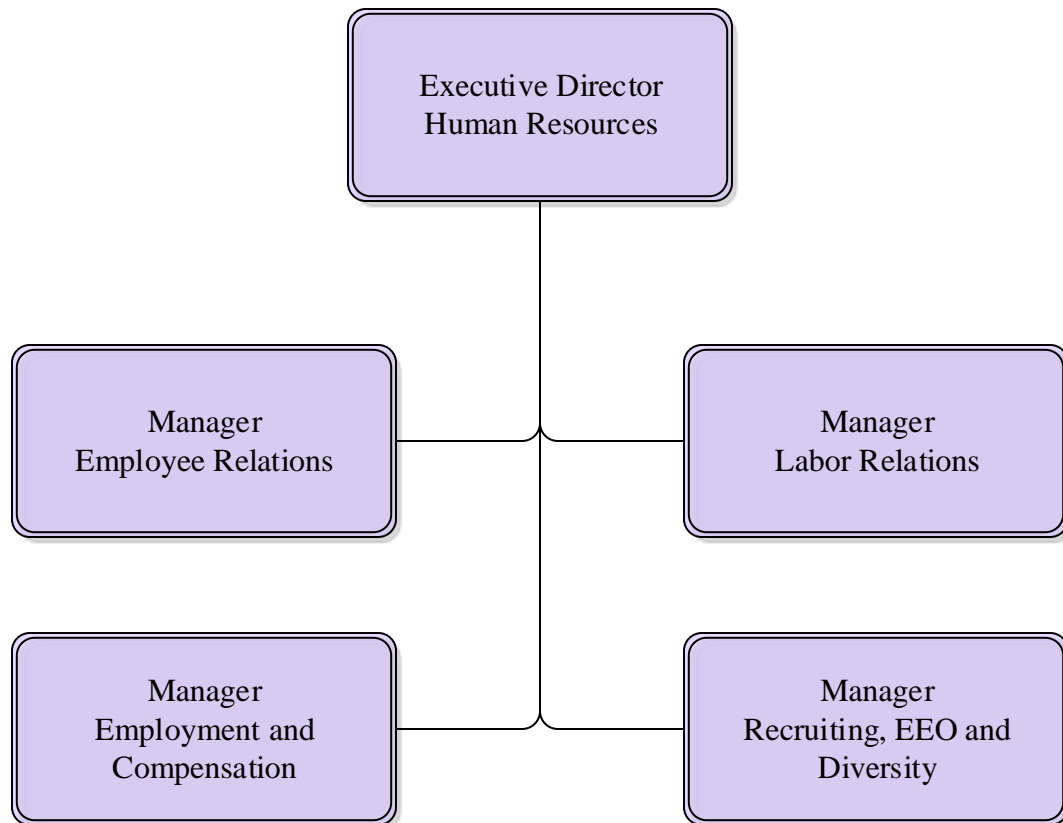 Executive Director
Human Resources
Manager
Employee Relations
Manager
Labor Relations
Manager
Employment and
Compensation
Manager
Recruiting, EEO and
Diversity